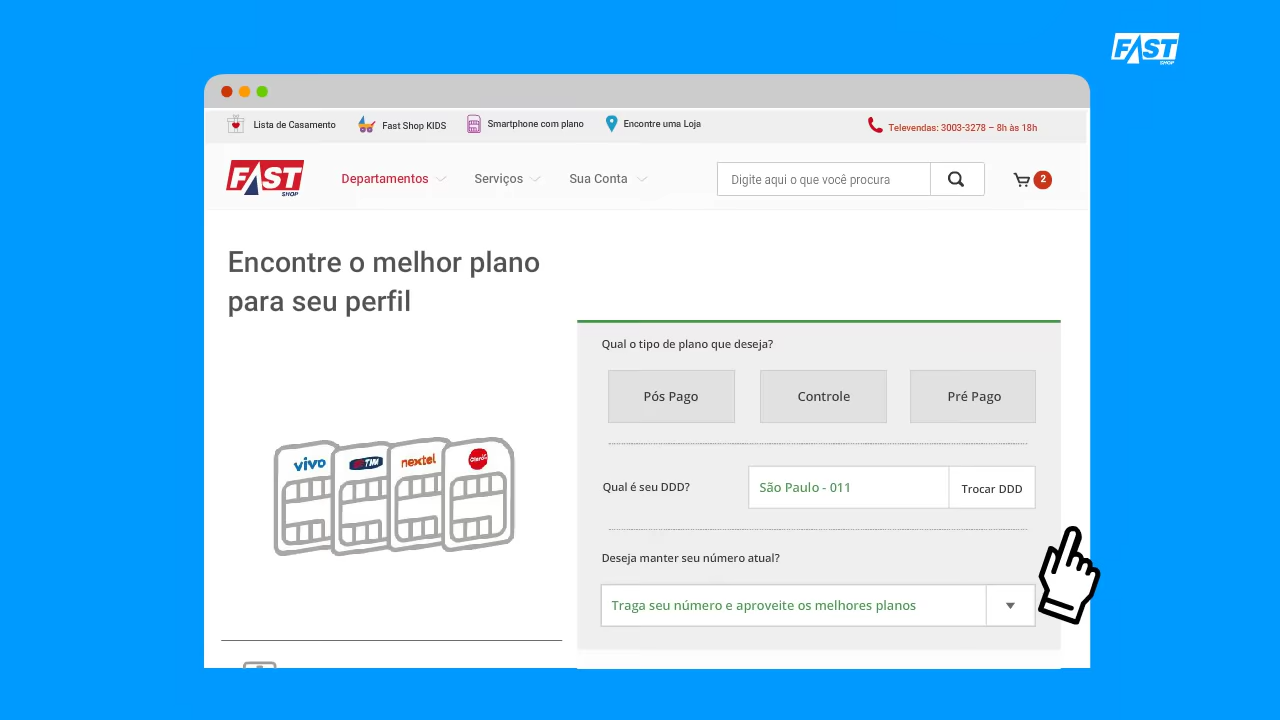 FAST
SHOP
Lista de Casamento
Fast Shop KIDS
Smartphone com plano
Encontre uma Loja
Televendas: 3003-3278 – 8h às 18h
FAST
SHOP
Departamentos
Serviços
Sua Conta
Digite aqui o que você procura
2
Encontre o melhor plano
para seu perfil
Qual o tipo de plano que deseja?
Pós Pago
Controle
Pré Pago
vivo
TIM
nextel
Claro
Qual é seu DDD?
São Paulo - 011
Trocar DDD
Deseja manter seu número atual?
Traga seu número e aproveite os melhores planos